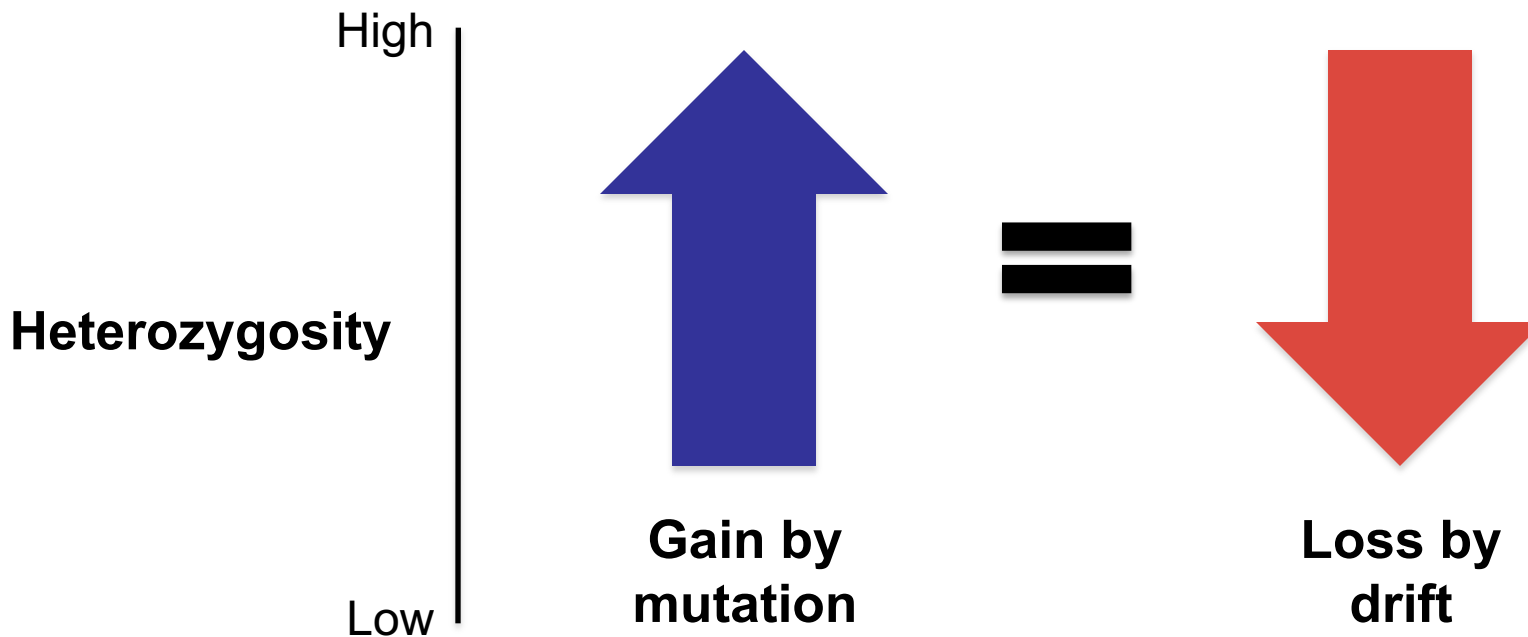 High
Heterozygosity
Low
Gain by
mutation
Loss by
drift